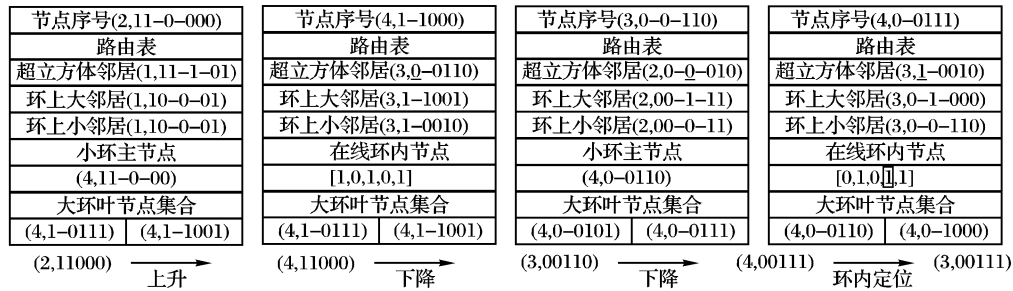 节点序号(2,11-0-000)
路由表
超立方体邻居(1,11-1-01)
环上大邻居(1,10-0-01)
环上小邻居(1,10-0-01)
小环主节点
(4,11-0-00)
大环叶节点集合
(4,1-0111) (4,1-1001)
节点序号(4,1-1000)
路由表
超立方体邻居(3,0-0110)
环上大邻居(3,1-1001)
环上小邻居(3,1-0010)
在线环内节点
[1,0,1,0,1]
大环叶节点集合
(4,1-0111) (4,1-1001)
节点序号(3,0-0-110)
路由表
超立方体邻居(2,0-0-010)
环上大邻居(2,00-1-11)
环上小邻居(2,00-0-11)
小环主节点
(4,0-0110)
大环叶节点集合
(4,0-0101) (4,0-0111)
节点序号(4,0-0111)
路由表
超立方体邻居(3,1-0010)
环上大邻居(3,0-1-000)
环上小邻居(3,0-0-110)
在线环内节点
[0,1,0,1,1]
大环叶节点集合
(4,0-0110) (4,0-1000)
(2,11000) 上升 (4,11000) 下降 (3,00110) 下降 (4,00111) 环内定位 (3,00111)